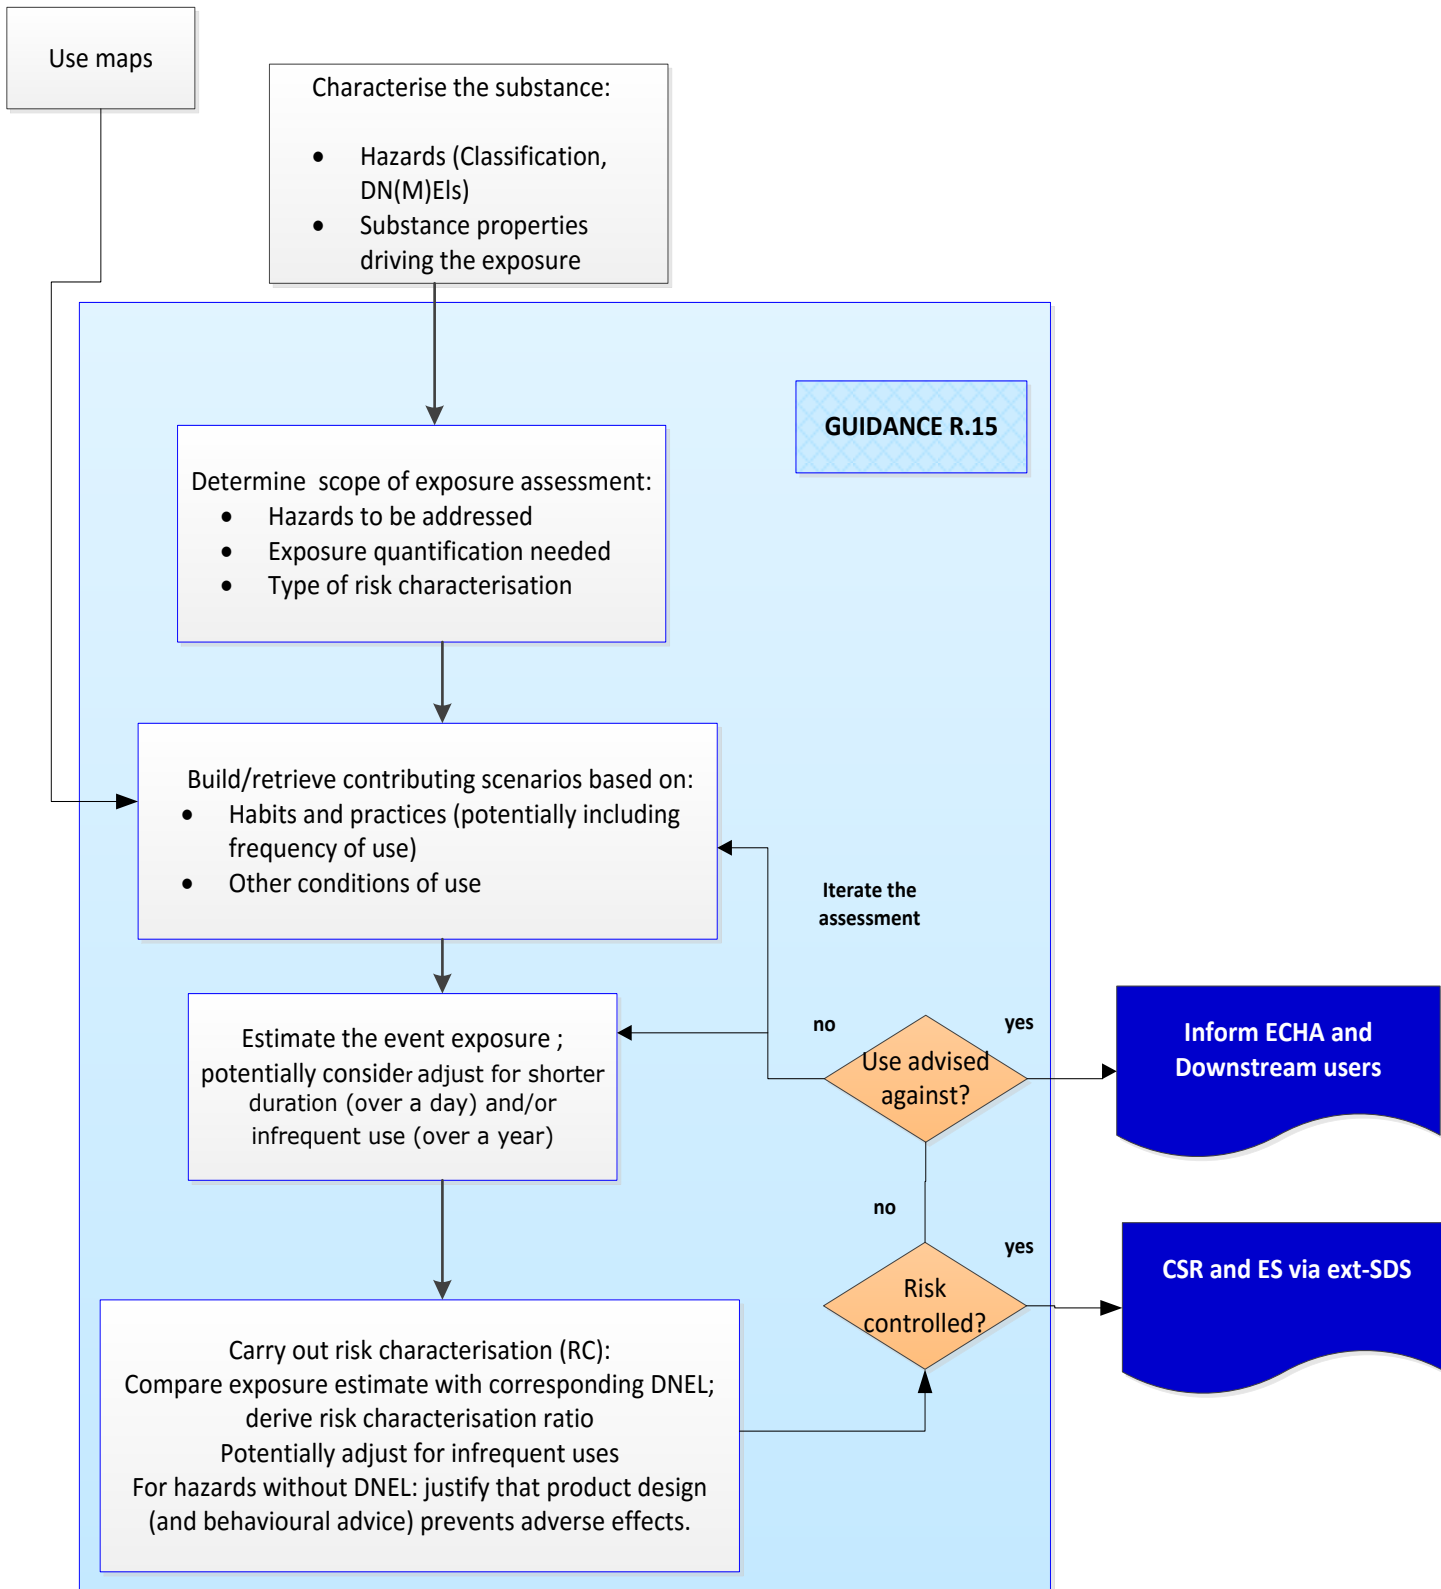 Use maps
Characterise the substance:
• Hazards (Classification,
DN(M)Els)
• Substance properties
driving the exposure
GUIDANCE R.15
Determine scope of exposure assessment:
• Hazards to be addressed
• Exposure quantification needed
• Type of risk characterisation
Build/retrieve contributing scenarios based on:
• Habits and practices (potentially including
frequency of use)
• Other conditions of use
Iterate the
assessment
Estimate the event exposure ;
potentially consider adjust for shorter
duration (over a day) and/or
infrequent use (over a year)
no
Use advised
against?
yes
Inform ECHA and
Downstream users
no
Risk
controlled?
yes
CSR and ES via ext-SDS
Carry out risk characterisation (RC):
Compare exposure estimate with corresponding DNEL;
derive risk characterisation ratio
Potentially adjust for infrequent uses
For hazards without DNEL: justify that product design
(and behavioural advice) prevents adverse effects.